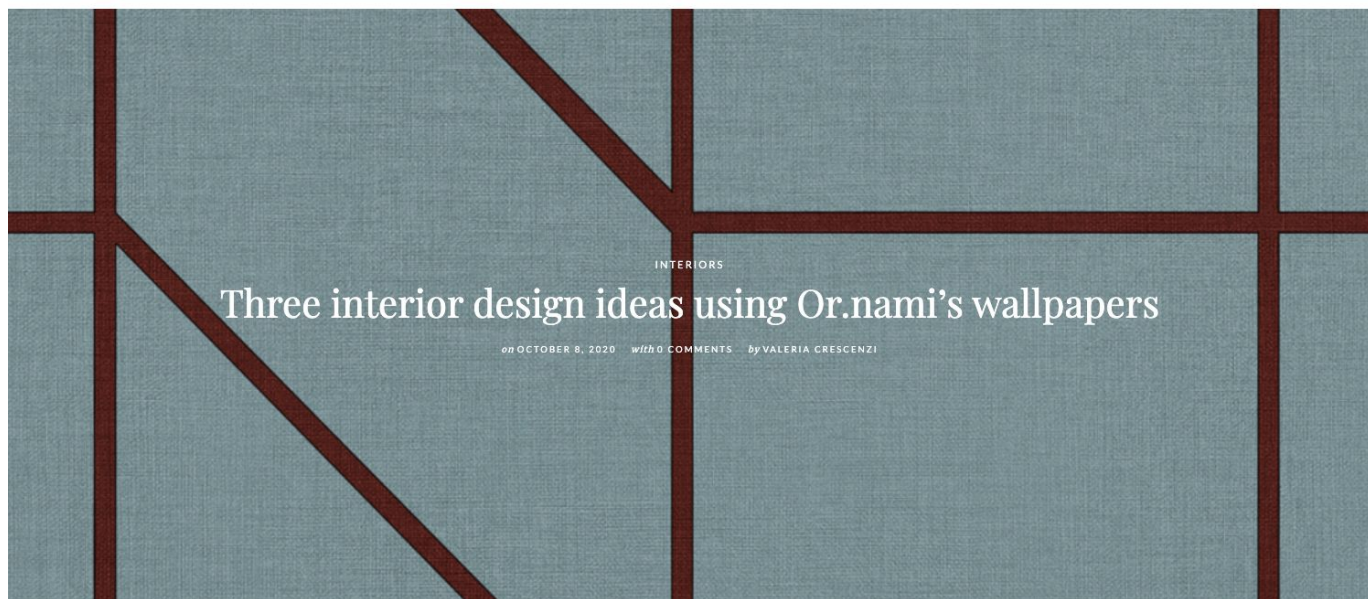 INTERIORS
Three interior design ideas using Or.nami’s wallpapers
on OCTOBER 8, 2020 with 0 COMMENTS by VALERIA CRESCENZI